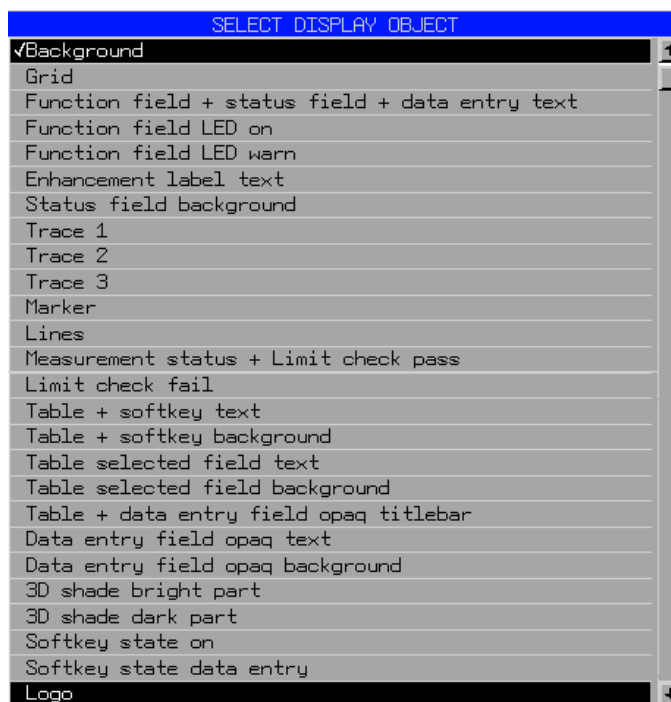 SELECT DISPLAY OBJECT
✓Background
Grid
Function field + status field + data entry text
Function field LED on
Function field LED warn
Enhancement label text
Status field background
Trace 1
Trace 2
Trace 3
Marker
Lines
Measurement status + Limit check pass
Limit check fail
Table + softkey text
Table + softkey background
Table selected field text
Table selected field background
Table + data entry field opaq titlebar
Data entry field opaq text
Data entry field opaq background
3D shade bright part
3D shade dark part
Softkey state on
Softkey state data entry
Logo